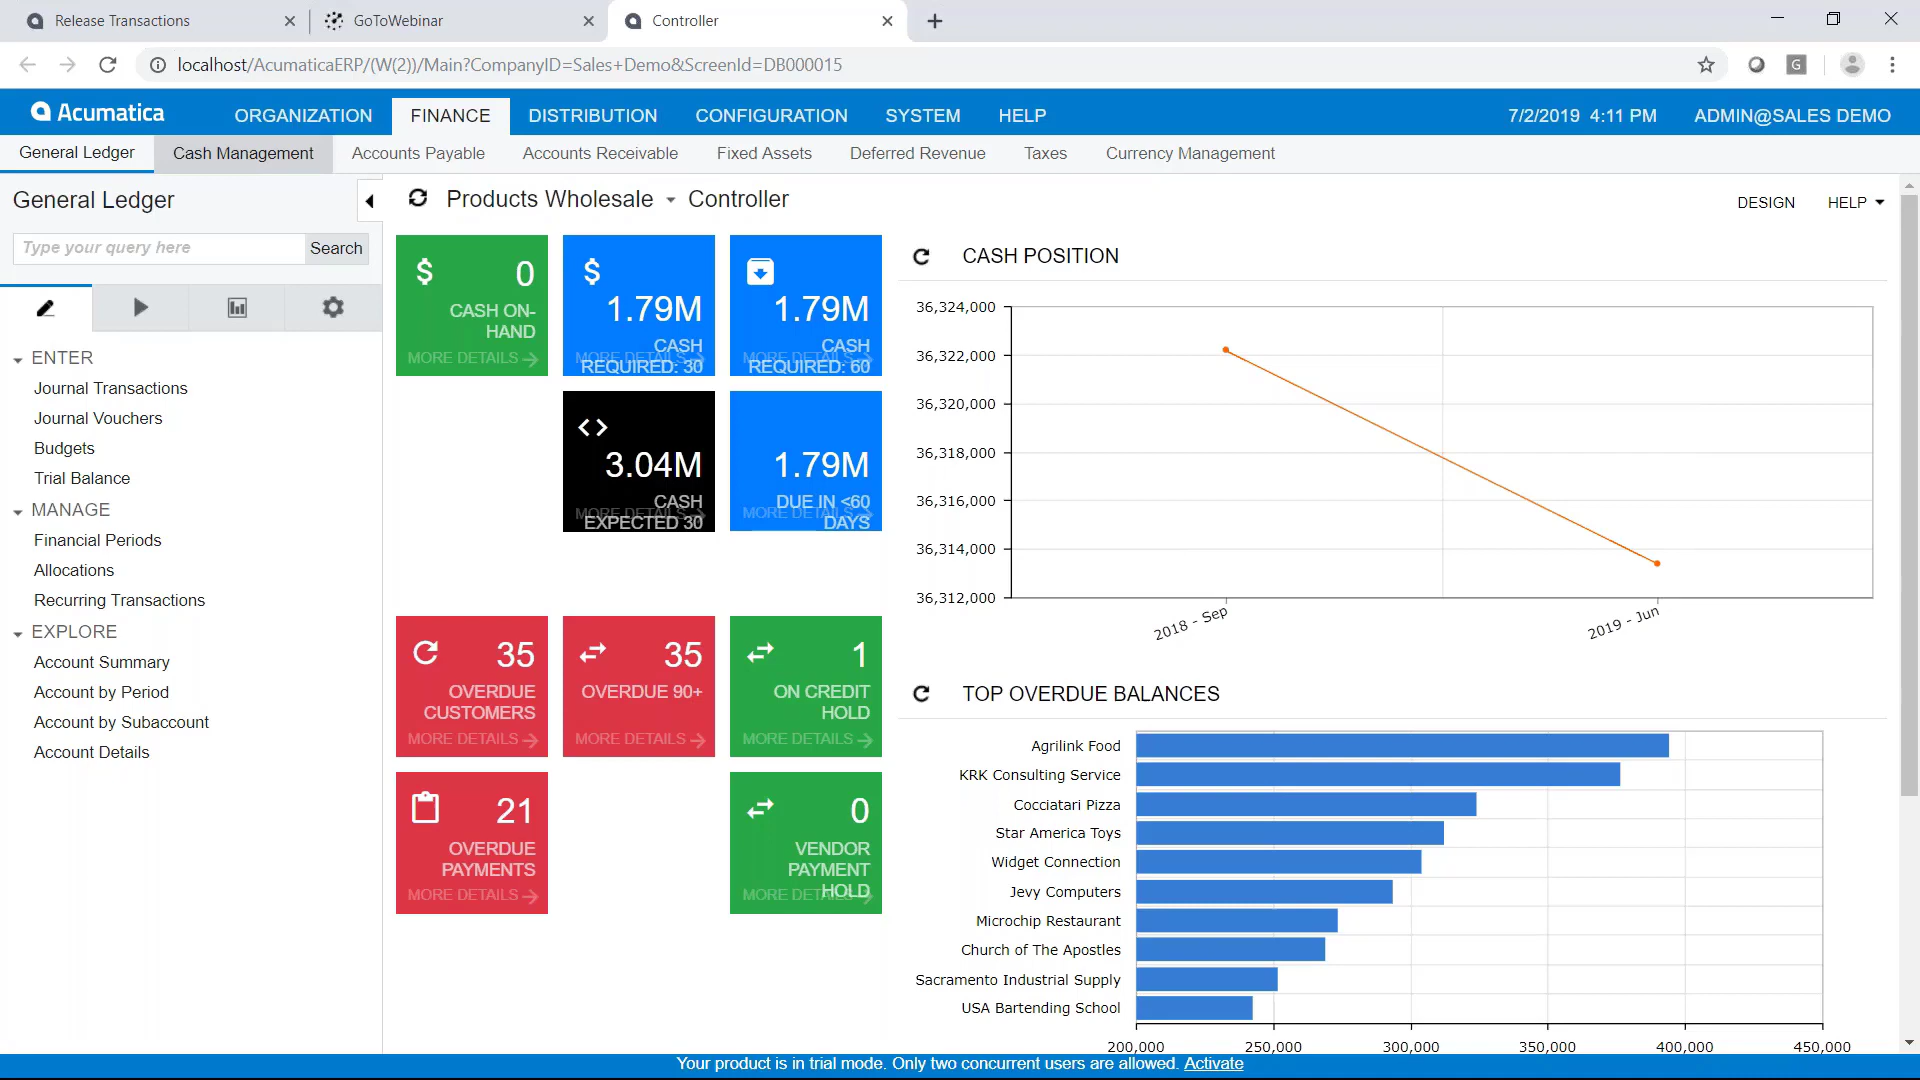 Release Transactions
GoToWebinar
Controller
localhost/AcumaticaERP/(W(2))/Main?CompanyID=Sales+Demo&ScreenId=DB000015
G
Acumatica
ORGANIZATION
FINANCE
DISTRIBUTION
CONFIGURATION
SYSTEM
HELP
7/2/2019 4:11 PM
ADMIN@SALES DEMO
General Ledger
Cash Management
Accounts Payable
Accounts Receivable
Fixed Assets
Deferred Revenue
Taxes
Currency Management
General Ledger
Type your query here
Search
ENTER
Journal Transactions
Journal Vouchers
Budgets
Trial Balance
MANAGE
Financial Periods
Allocations
Recurring Transactions
EXPLORE
Account Summary
Account by Period
Account by Subaccount
Account Details
Products Wholesale
Controller
DESIGN
HELP
$ 0
CASH ON-
HAND
MORE DETAILS
$
1.79M
CASH
REQUIRED: 30
MORE DETAILS
1.79M
CASH
REQUIRED: 60
MORE DETAILS
3.04M
CASH
EXPECTED 30
MORE DETAILS
1.79M
DUE IN <60
DAYS
MORE DETAILS
35
OVERDUE
CUSTOMERS
MORE DETAILS
35
OVERDUE 90+
MORE DETAILS
1
ON CREDIT
HOLD
MORE DETAILS
21
OVERDUE
PAYMENTS
MORE DETAILS
0
VENDOR
PAYMENT
HOLD
MORE DETAILS
CASH POSITION
36,324,000
36,322,000
36,320,000
36,318,000
36,316,000
36,314,000
36,312,000
2018 - Sep
2019 - Jun
TOP OVERDUE BALANCES
Agrilink Food
KRK Consulting Service
Cocciatari Pizza
Star America Toys
Widget Connection
Jevy Computers
Microchip Restaurant
Church of The Apostles
Sacramento Industrial Supply
USA Bartending School
200,000
250,000
300,000
350,000
400,000
450,000
Your product is in trial mode. Only two concurrent users are allowed. Activate